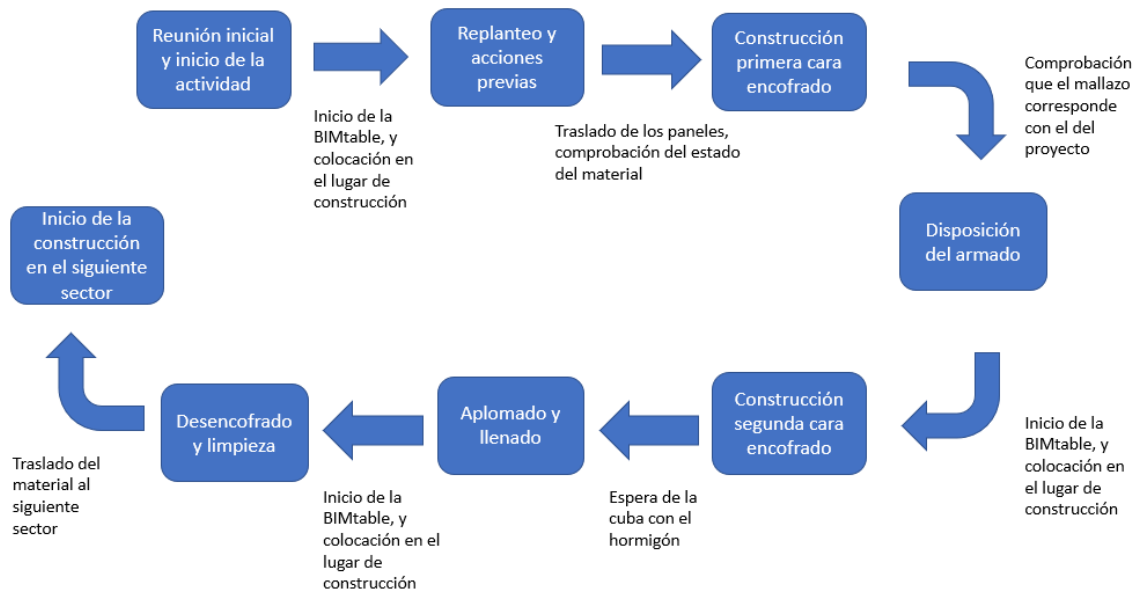 Reunión inicial
y inicio de la
actividad
Inicio de la
BIMtable, y
colocación en
el lugar de
construcción
Replanteo y
acciones
previas
Traslado de los paneles,
comprobación del estado
del material
Construcción
primera cara
encofrado
Comprobación
que el mallazo
corresponde
con el del
proyecto
Disposición
del armado
Inicio de la
BIMtable, y
colocación en
el lugar de
construcción
Construcción
segunda cara
encofrado
Espera de la
cuba con el
hormigón
Aplomado y
llenado
Inicio de la
BIMtable, y
colocación en el
lugar de
construcción
Desencofrado
y limpieza
Traslado del
material al
siguiente
sector
Inicio de la
construcción
en el siguiente
sector